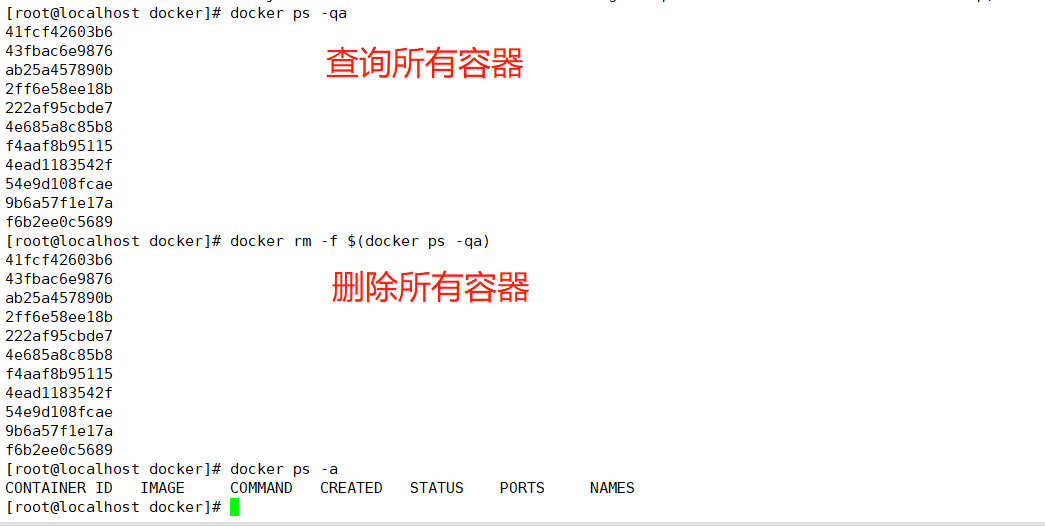 [root@localhost docker]# docker ps -qa
41fcf42603b6
43fbac6e9876
查询所有容器
ab25a457890b
2ff6e58ee18b
222af95cbde7
4e685a8c85b8
f4aaf8b95115
4ead1183542f
54e9d108fcae
9b6a57f1e17a
f6b2ee0c5689
[root@localhost docker]# docker rm -f $(docker ps -qa)
41fcf42603b6
43fbac6e9876
删除所有容器
ab25a457890b
2ff6e58ee18b
222af95cbde7
4e685a8c85b8
f4aaf8b95115
4ead1183542f
54e9d108fcae
9b6a57f1e17a
f6b2ee0c5689
[root@localhost docker]# docker ps -a
CONTAINER ID IMAGE COMMAND CREATED STATUS PORTS NAMES
[root@localhost docker]#